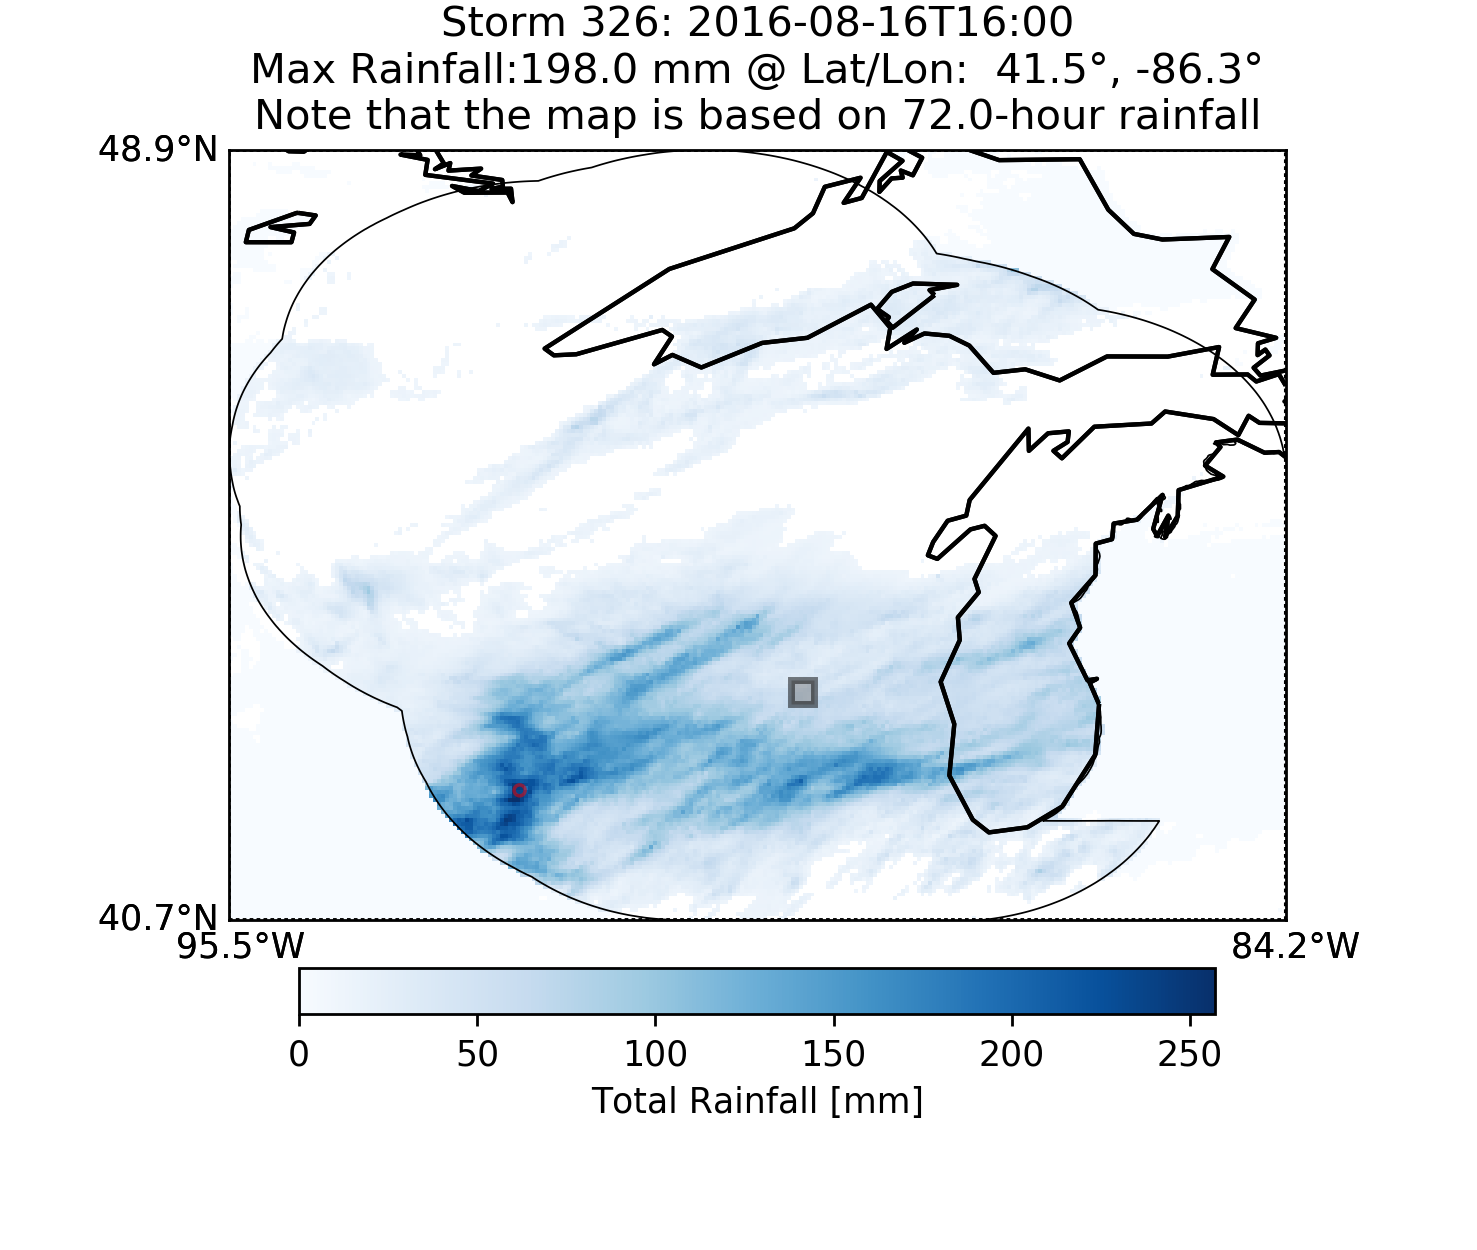 Storm 326: 2016-08-16T16:00
Max Rainfall:198.0 mm @ Lat/Lon:  41.5°, -86.3°
Note that the map is based on 72.0-hour rainfall
48.9°N
40.7°N
95.5°W 84.2°W
0 50 100 150 200 250
Total Rainfall [mm]